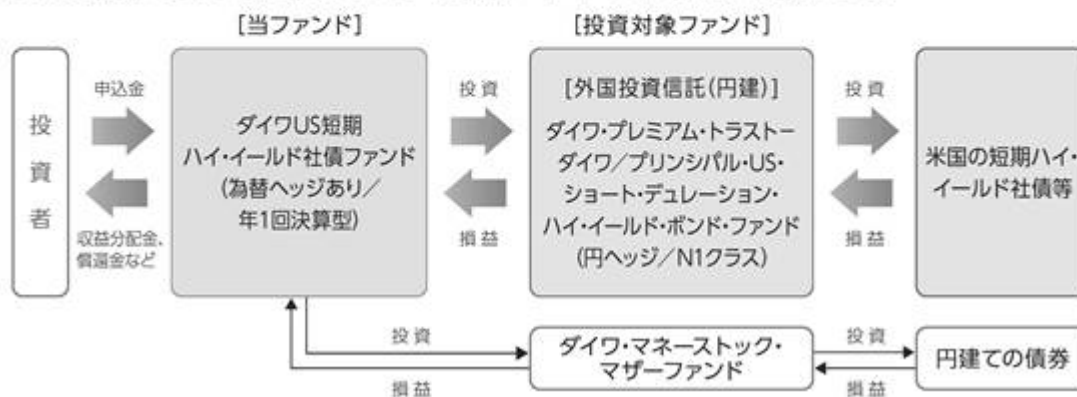 [当ファンド]
[投資対象ファンド]
投資者
申込金
収益分配金、
償還金など
ダイワUS短期
ハイ・イールド社債ファンド
(為替ヘッジあり/
年1回決算型)
投資
損益
[外国投資信託(円建)]
ダイワ・プレミアム・トラスト−
ダイワ/プリンシパル・US・
ショート・デュレーション・
ハイ・イールド・ボンド・ファンド
(円ヘッジ/N1クラス)
投資
損益
米国の短期ハイ・
イールド社債等
投資
損益
ダイワ・マネーストック・
マザーファンド
投資
損益
円建ての債券